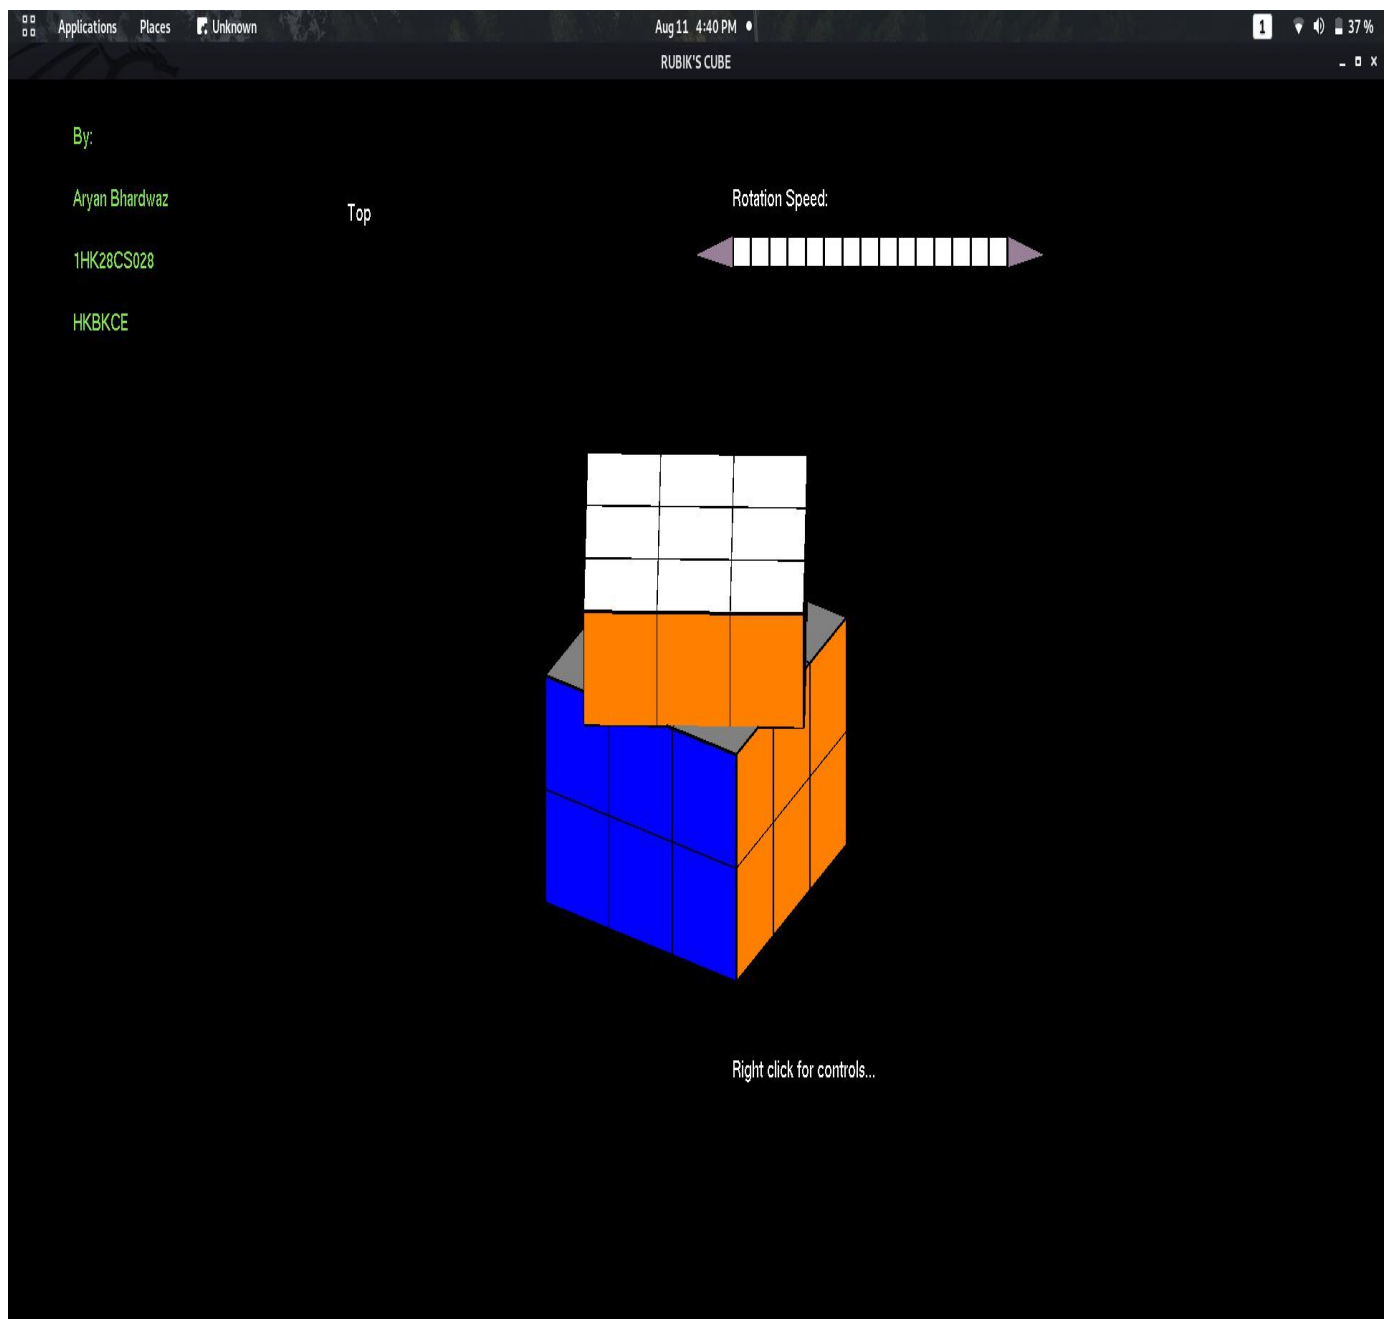 Applications Places Unknown Aug 11 4:40 PM 1 37 %
RUBIK'S CUBE
By:
Aryan Bhardwaz
Rotation Speed:
Top
1HK28CS028
HKBKCE
Right click for controls...